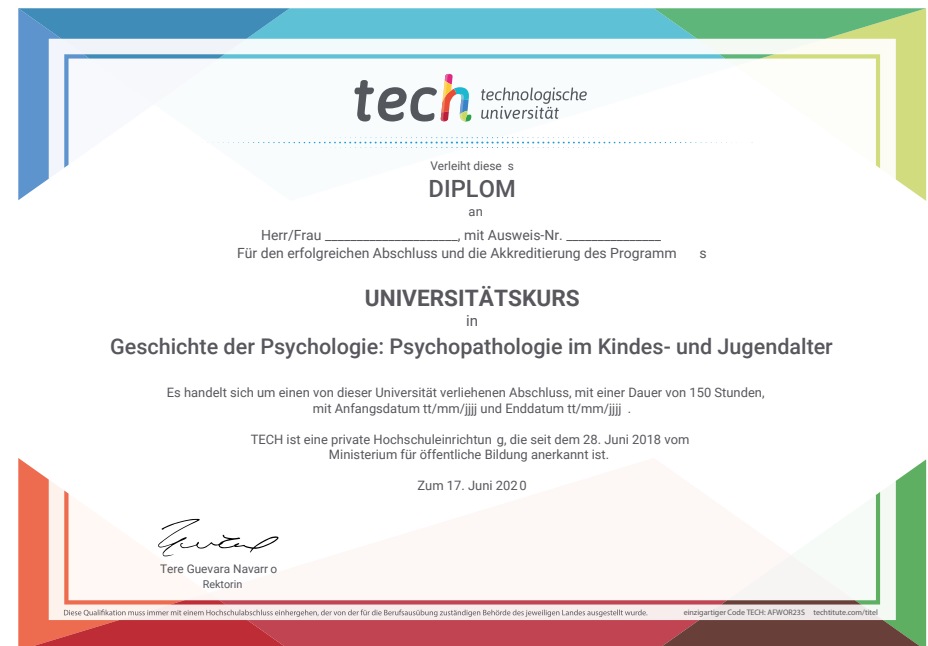 tech technologische
universität
Verleiht diese s
DIPLOM
an
Herr/Frau ____________________, mit Ausweis-Nr. ______________
Für den erfolgreichen Abschluss und die Akkreditierung des Programm s
UNIVERSITÄTSKURS
in
Geschichte der Psychologie: Psychopathologie im Kindes- und Jugendalter
Es handelt sich um einen von dieser Universität verliehenen Abschluss, mit einer Dauer von 150 Stunden,
mit Anfangsdatum tt/mm/jjjj und Enddatum tt/mm/jjjj .
TECH ist eine private Hochschuleinrichtun g, die seit dem 28. Juni 2018 vom
Ministerium für öffentliche Bildung anerkannt ist.
Zum 17. Juni 2020
Tere Guevara Navarr o
Rektorin
Diese Qualifikation muss immer mit einem Hochschulabschluss einhergehen, der von der für die Berufsausübung zuständigen Behörde des jeweiligen Landes ausgestellt wurde. einzigartiger Code TECH: AFWOR23S techtitute.com/titel